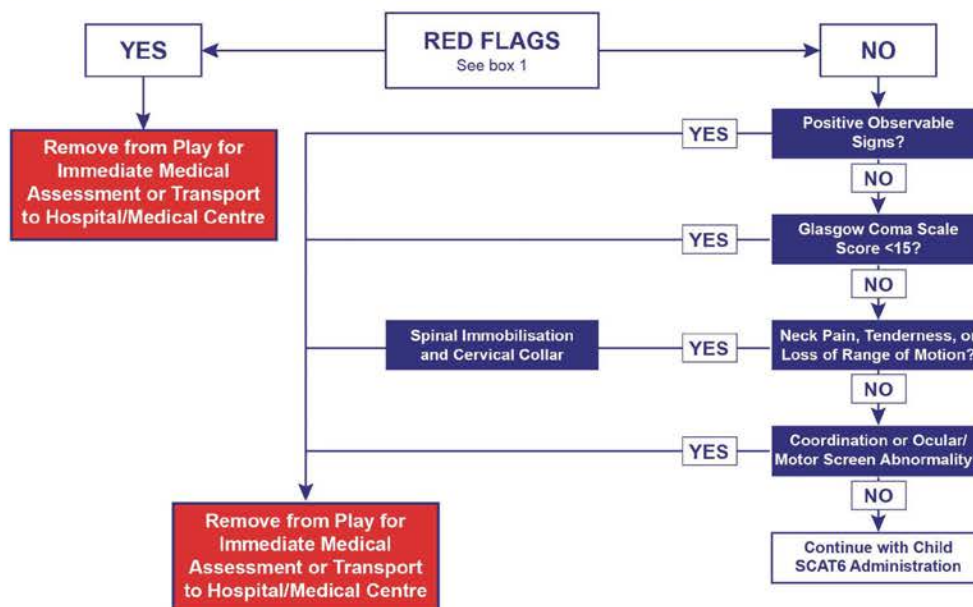 YES
RED FLAGS
See box 1
NO
Remove from Play for
Immediate Medical
Assessment or Transport
to Hospital/Medical Centre
YES
Positive Observable
Signs?
NO
YES
Glasgow Coma Scale
Score <15?
NO
Spinal Immobilisation
and Cervical Collar
YES
Neck Pain, Tenderness, or
Loss of Range of Motion?
NO
YES
Coordination or Ocular/
Motor Screen Abnormality
NO
Remove from Play for
Immediate Medical
Assessment or Transport
to Hospital/Medical Centre
Continue with Child
SCAT6 Administration